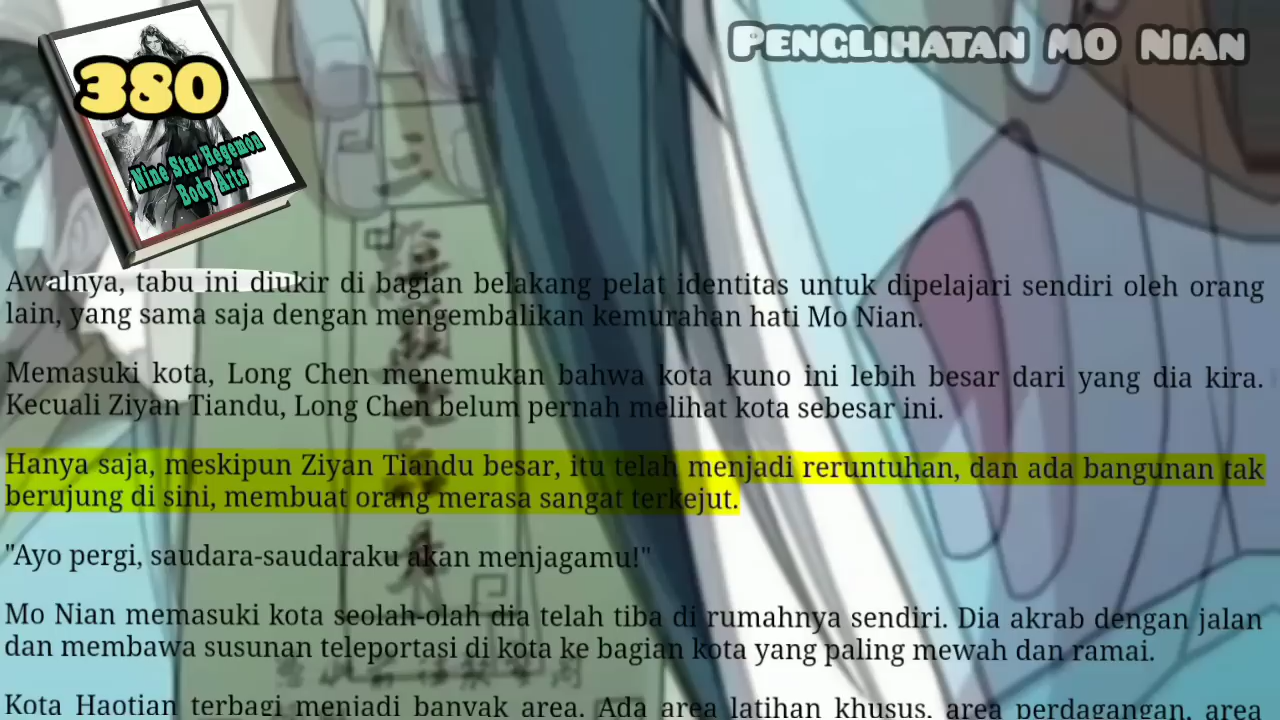 380
Nine Star Hegemon
Body Arts
PENGLIHATAN MO NIAN
Awalnya, tabu ini diukir di bagian belakang pelat identitas untuk dipelajari sendiri oleh orang
lain, yang sama saja dengan mengembalikan kemurahan hati Mo Nian.
Memasuki kota, Long Chen menemukan bahwa kota kuno ini lebih besar dari yang dia kira.
Kecuali Ziyan Tiandu, Long Chen belum pernah melihat kota sebesar ini.
Hanya saja, meskipun Ziyan Tiandu besar, itu telah menjadi reruntuhan, dan ada bangunan tak
berujung di sini, membuat orang merasa sangat terkejut.
"Ayo pergi, saudara-saudaraku akan menjagamu!"
Mo Nian memasuki kota seolah-olah dia telah tiba di rumahnya sendiri. Dia akrab dengan jalan
dan membawa susunan teleportasi di kota ke bagian kota yang paling mewah dan ramai.
Kota Haotian terbagi menjadi banyak area. Ada area latihan khusus, area perdagangan, area